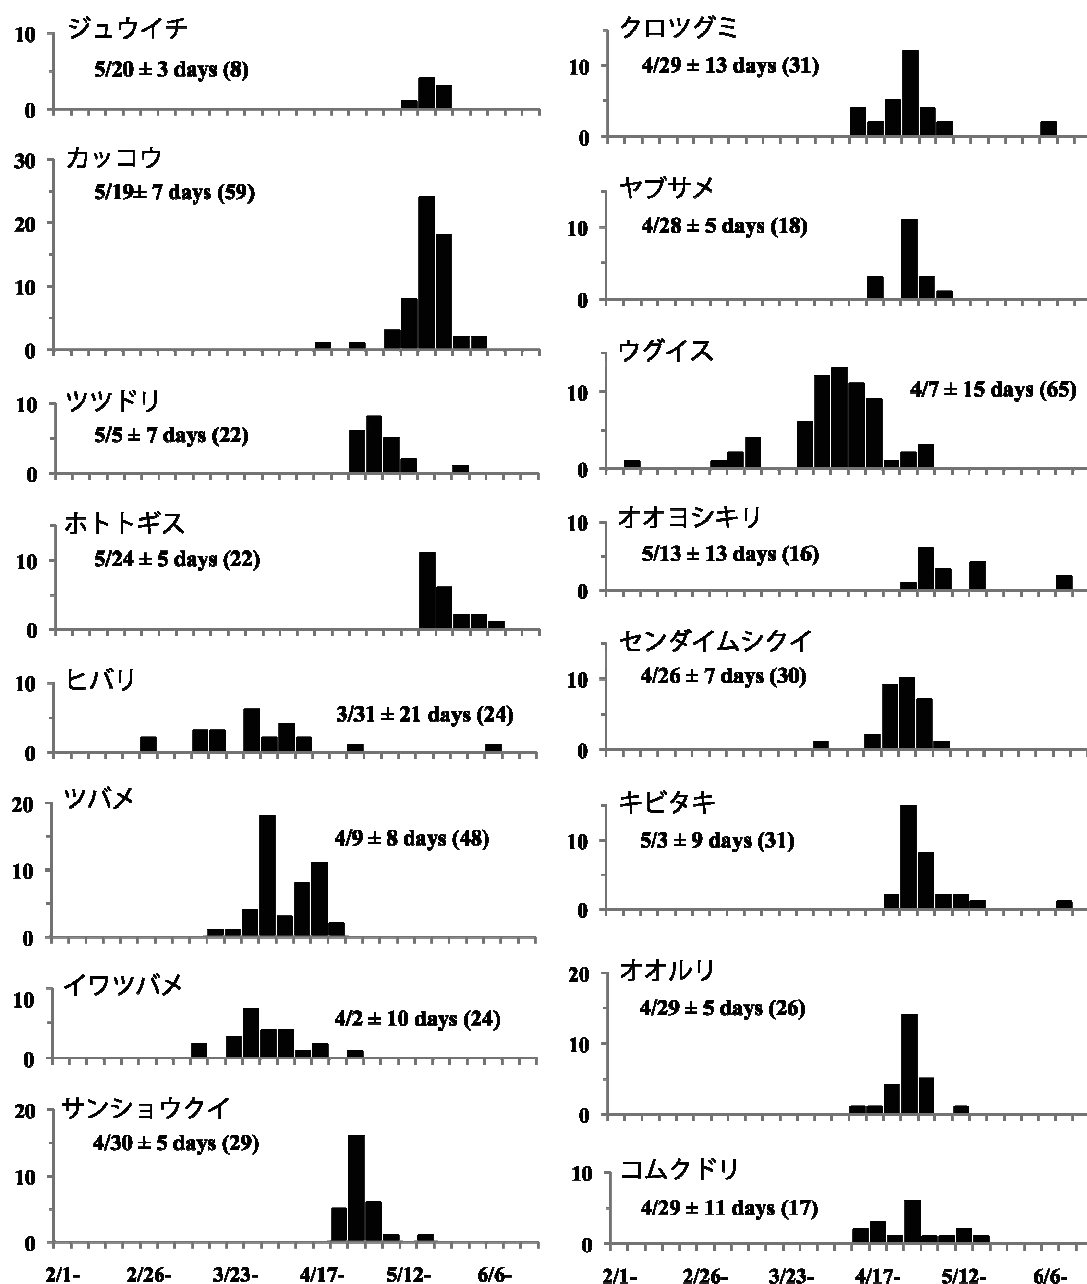 ジュウイチ
10
5/20 ± 3 days (8)
0
カッコウ
30
5/19± 7 days (59)
20
10
0
ツツドリ
10
5/5 ± 7 days (22)
0
ホトトギス
5/24 ± 5 days (22)
10
0
ヒバリ
10
3/31 ± 21 days (24)
0
ツバメ
20
4/9 ± 8 days (48)
10
0
イワツバメ
10
4/2 ± 10 days (24)
0
サンショウクイ
20
4/30 ± 5 days (29)
10
0
2/1- 2/26- 3/23- 4/17- 5/12- 6/6-
クロツグミ
4/29 ± 13 days (31)
10
0
ヤブサメ
4/28 ± 5 days (18)
10
0
ウグイス
4/7 ± 15 days (65)
10
0
オオヨシキリ
10
5/13 ± 13 days (16)
0
センダイムシクイ
4/26 ± 7 days (30)
10
0
キビタキ
5/3 ± 9 days (31)
10
0
オオルリ
20
4/29 ± 5 days (26)
10
0
コムクドリ
10
4/29 ± 11 days (17)
0
2/1- 2/26- 3/23- 4/17- 5/12- 6/6-